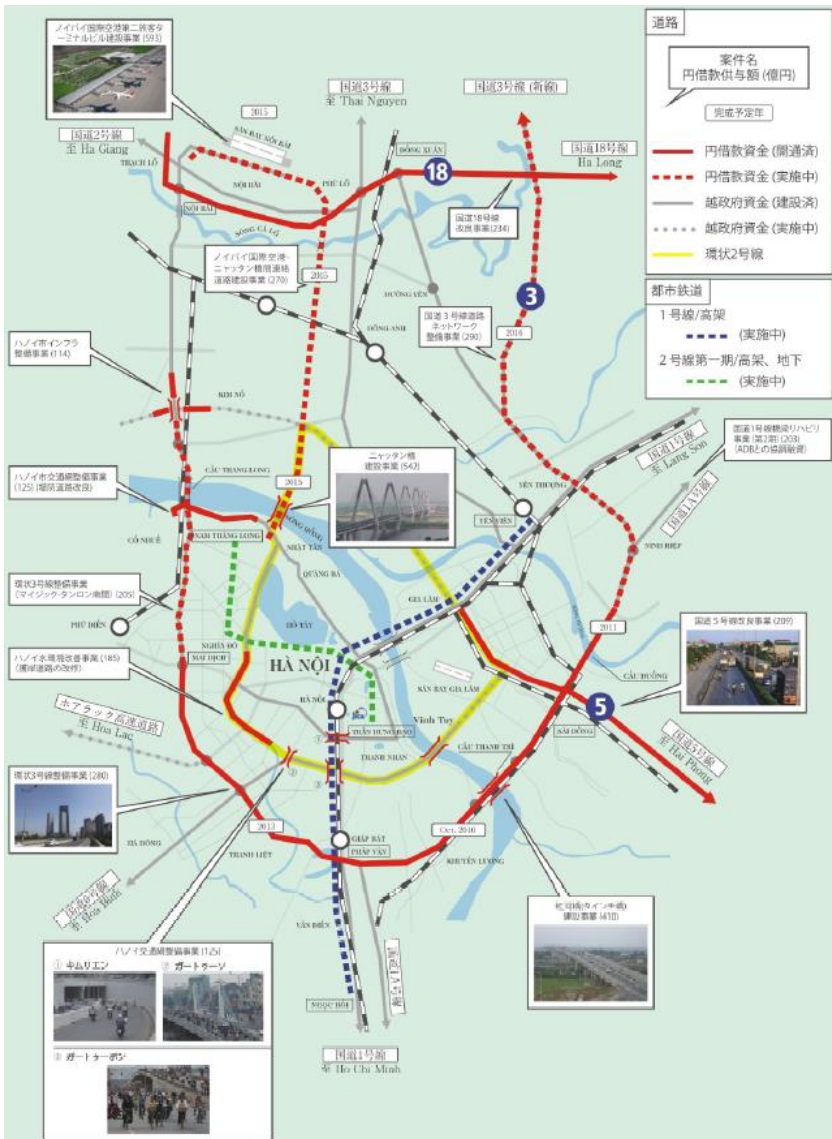 ノイバイ国際空港第二旅客タ
ーミナルビル建設事業(593)
2015
SÂN BAY NỘI BÀI
国道2号線
至 Ha Giang
国道3号線
至 Thai Nguyen
国道3号線 (新線)
国道18号線
Ha Long
THẠCH LỖ
NỘI BÀI
NỘI BÀI
PHỦ LỖ
ĐÔNG XUÂN
18
SÔNG CÀ LỒ
国道18号線
改良事業(234)
ノイバイ国際空港-
ニャッタン橋間連絡
道路建設事業(270)
2015
ĐÔNG ANH
国道3号線道路
ネットワーク
整備事業(290)
3
2014
ハノイ市インフラ
整備事業(114)
KIM NỖ
CẦU THĂNG LONG
ハノイ市交通網整備事業
(125) 堤防道路改良)
2015
ニャッタン橋
建設事業(542)
SÔNG HỒNG
NHẬT TÂN
NAM THĂNG LONG
CỔ NHUẾ
QUẢNG BÁ
YÊN THƯỜNG
YÊN VIÊN
国道1号線
至 Lang Son
国道1号線橋梁リハビリ
事業 (第2期) (203)
(ADBとの協調融資)
国道1A号線
NINH HIỆP
環状3号線整備事業
(マイジック-タンロン南間) (205)
PHÚ DIỄN
GIA LÂM
HỒ TÂY
NGHĨA ĐÔ
MAI DỊCH
HÀ NỘI
ハノイ水環境改善事業(185)
(護岸道路の改修)
2011
国道5号線改良事業(209)
CẦU ĐUỐNG
SÂN BAY GIA LÂM
HÀ NỘI
jica
TRẦN HƯNG ĐẠO
Vinh Tuy
5
SÀI ĐỒNG
ホアラック高速道路
至 Hoa Lac
THANH NHÀN
CẦU THANH TRÌ
国道5号線
至 Hai Phong
①
②
③
環状3号線整備事業(280)
2013
HÀ ĐÔNG
THANH LIỆT
GIÁP BÁT
PHÁP VÂN
Oct. 2010
KHUYẾN LƯƠNG
至 Hoa Binh
VĂN ĐIỂN
建設事業(410)
NGỌC HỒI
国道1号線
至 Ho Chi Minh
ハノイ交通網整備事業(125)
① キムリエン
② ガートゥーソ
③ ガートゥーボン
道路
案件名
円借款供与額 (億円)
完成予定年
円借款資金 (開通済)
円借款資金 (実施中)
越政府資金 (建設済)
越政府資金 (実施中)
環状2号線
都市鉄道
1号線/高架
(実施中)
2号線第一期/高架、地下
(実施中)